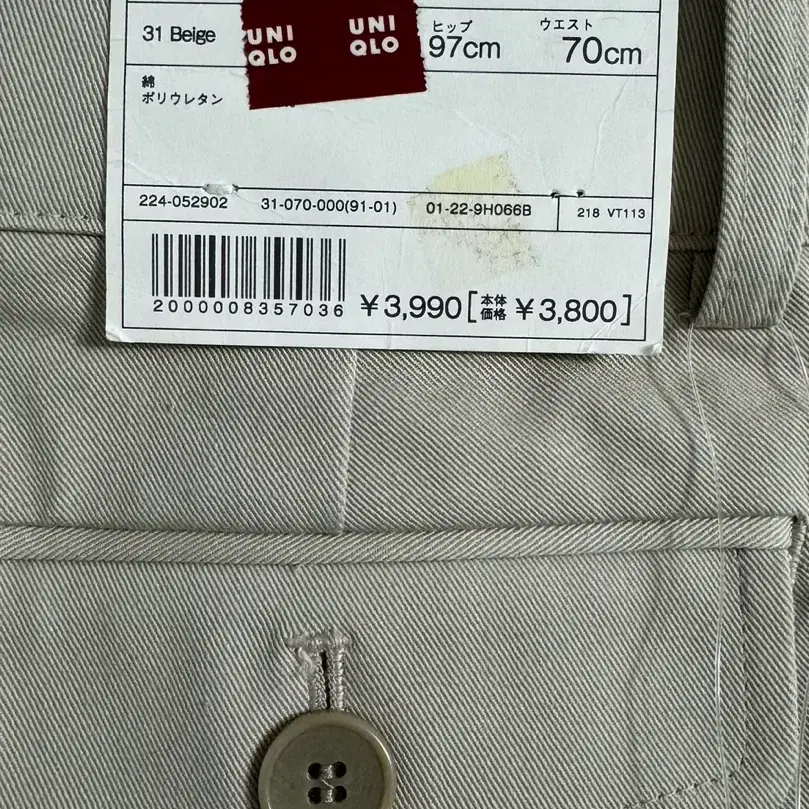 31 Beige
UNI
QLO
UNI
QLO
ヒップ
97cm
ウエスト
70cm
綿
ポリウレタン
224-052902 31-070-000(91-01) 01-22-9H066B 218 VT113
2000008357036
¥3,990[本体価格 ¥3,800]